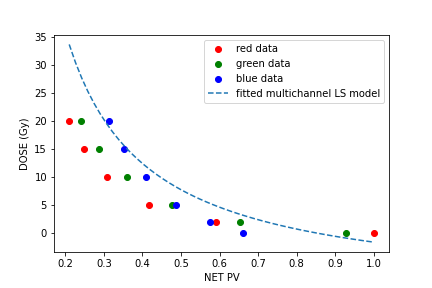 35
30
25
20
15
10
5
0
DOSE (Gy)
red data
green data
blue data
fitted multichannel LS model
0.2 0.3 0.4 0.5 0.6 0.7 0.8 0.9 1.0
NET PV